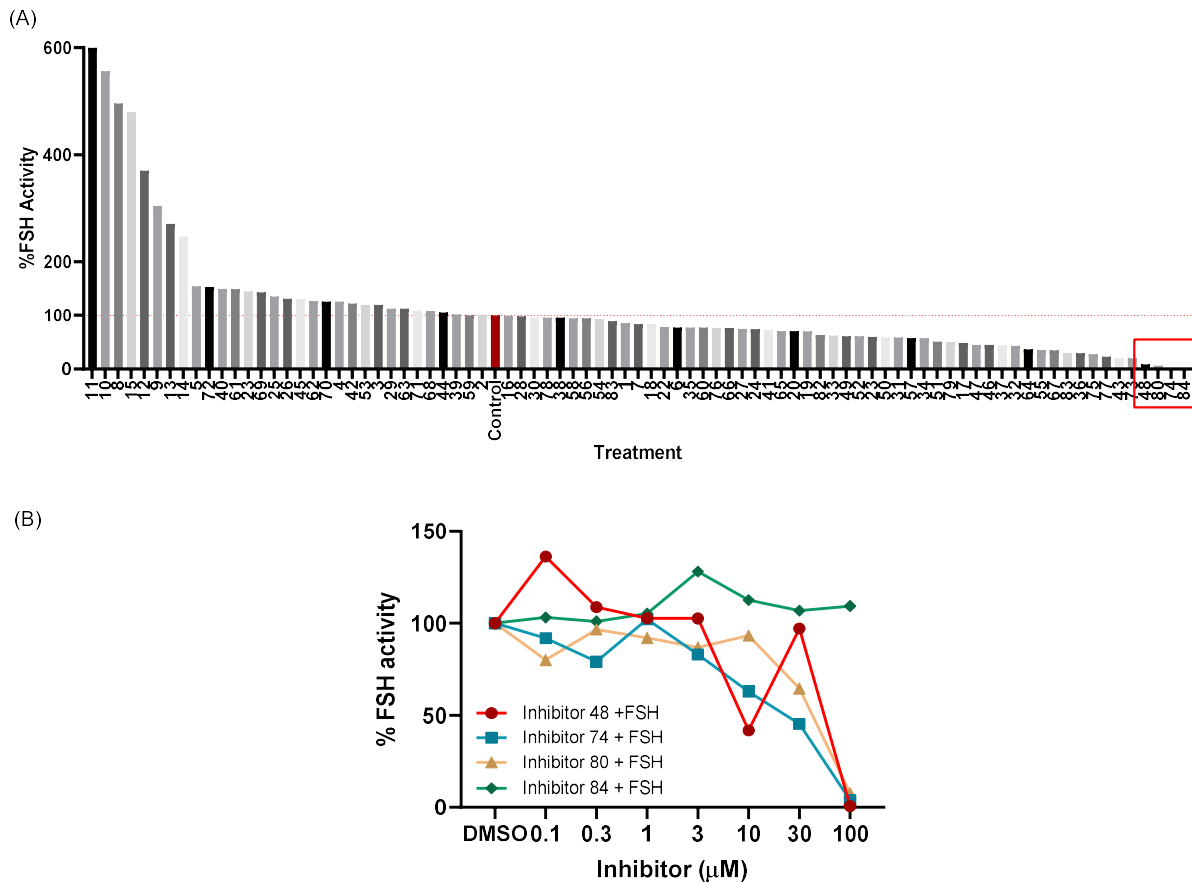 (A)
%FSH Activity
600
400
200
100
0
11 10 8 15 12 9 13 14 5 72 40 61 23 69 25 26 45 62 70 4 42 53 3 29 63 71 68 44 39 59 2 Control 16 28 30 78 38 58 56 54 83 1 7 18 22 6 35 60 76 66 27 24 41 65 20 19 82 33 49 52 23 50 31 57 34 51 79 17 47 46 37 32 64 55 67 83 36 75 77 43 73 48 80 74 84
Treatment
(B)
% FSH activity
150
100
50
0
Inhibitor 48 +FSH
Inhibitor 74 + FSH
Inhibitor 80 + FSH
Inhibitor 84 + FSH
DMSO 0.1 0.3 1 3 10 30 100
Inhibitor (μM)